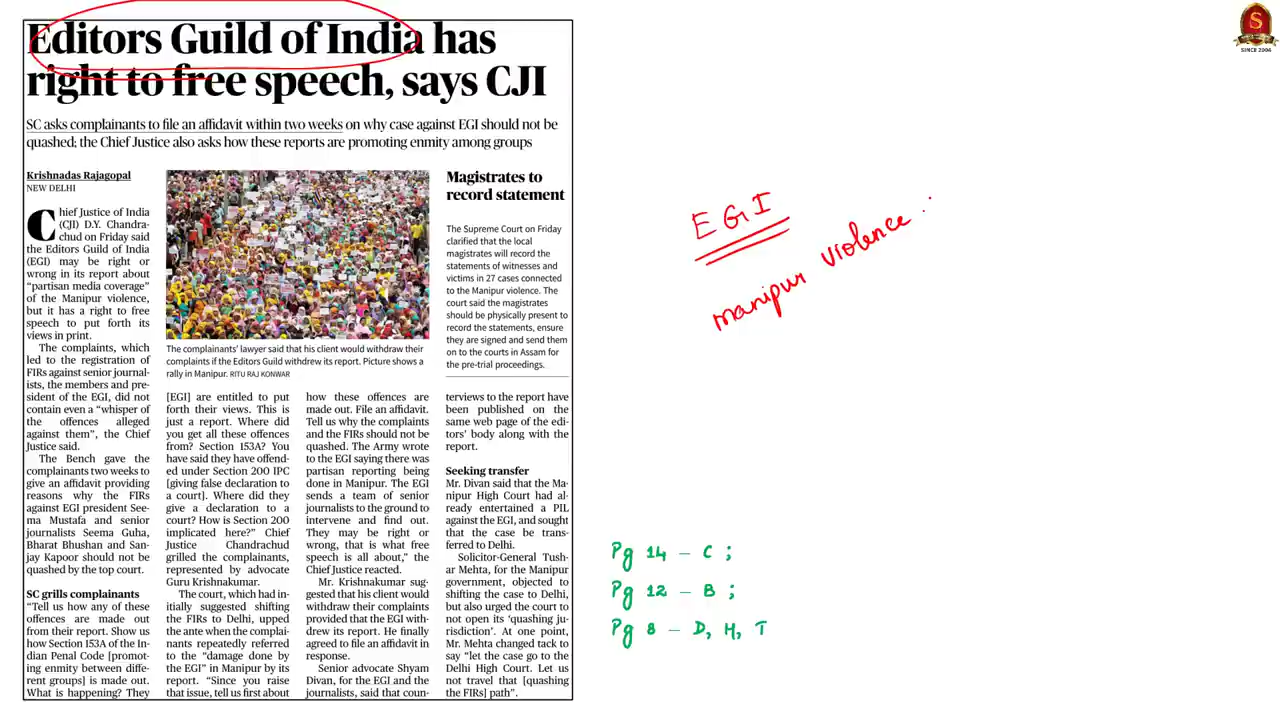 Editors Guild of India has
right to free speech, says CJI
SC asks complainants to file an affidavit within two weeks on why case against EGI should not be
quashed; the Chief Justice also asks how these reports are promoting enmity among groups
Krishnadas Rajagopal
NEW DELHI
Chief Justice of India
(CJI) D.Y. Chandra-
chud on Friday said
the Editors Guild of India
(EGI) may be right or
wrong in its report about
“partisan media coverage”
of the Manipur violence,
but it has a right to free
speech to put forth its
views in print.
The complaints, which
led to the registration of
FIRs against senior journal-
ists, the members and pre-
sident of the EGI, did not
contain even a “whisper of
the offences alleged
against them”, the Chief
Justice said.
The Bench gave the
complainants two weeks to
give an affidavit providing
reasons why the FIRs
against EGI president See-
ma Mustafa and senior
journalists Seema Guha,
Bharat Bhushan and San-
jay Kapoor should not be
quashed by the top court.
SC grills complainants
“Tell us how any of these
offences are made out
from their report. Show us
how Section 153A of the In-
dian Penal Code [promot-
ing enmity between diffe-
rent groups] is made out.
What is happening? They
The complainants’ lawyer said that his client would withdraw their
complaints if the Editors Guild withdrew its report. Picture shows a
rally in Manipur. RITU RAJ KONWAR
[EGI] are entitled to put
forth their views. This is
just a report. Where did
you get all these offences
from? Section 153A? You
have said they have offend-
ed under Section 200 IPC
[giving false declaration to
a court]. Where did they
give a declaration to a
court? How is Section 200
implicated here?” Chief
Justice Chandrachud
grilled the complainants,
represented by advocate
Guru Krishnakumar.
The court, which had in-
itially suggested shifting
the FIRs to Delhi, upped
the ante when the complai-
nants repeatedly referred
to the “damage done by
the EGI” in Manipur by its
report. “Since you raise
that issue, tell us first about
how these offences are
made out. File an affidavit.
Tell us why the complaints
and the FIRs should not be
quashed. The Army wrote
to the EGI saying there was
partisan reporting being
done in Manipur. The EGI
sends a team of senior
journalists to the ground to
intervene and find out.
They may be right or
wrong, that is what free
speech is all about,” the
Chief Justice reacted.
Mr. Krishnakumar sug-
gested that his client would
withdraw their complaints
provided that the EGI with-
drew its report. He finally
agreed to file an affidavit in
response.
Senior advocate Shyam
Divan, for the EGI and the
journalists, said that coun-
Magistrates to
record statement
The Supreme Court on Friday
clarified that the local
magistrates will record the
statements of witnesses and
victims in 27 cases connected
to the Manipur violence. The
court said the magistrates
should be physically present to
record the statements, ensure
they are signed and send them
on to the courts in Assam for
the pre-trial proceedings.
terviews to the report have
been published on the
same web page of the edi-
tors’ body along with the
report.
Seeking transfer
Mr. Divan said that the Ma-
nipur High Court had al-
ready entertained a PIL
against the EGI, and sought
that the case be trans-
ferred to Delhi.
Solicitor-General Tush-
ar Mehta, for the Manipur
government, objected to
shifting the case to Delhi,
but also urged the court to
not open its ‘quashing ju-
risdiction’. At one point,
Mr. Mehta changed tack to
say “let the case go to the
Delhi High Court. Let us
not travel that [quashing
the FIRs] path”.
EGI
Manipur Violence
Pg 14 - C ;
Pg 12 - B ;
Pg 8 - D, H, T
S
SINCE 2004